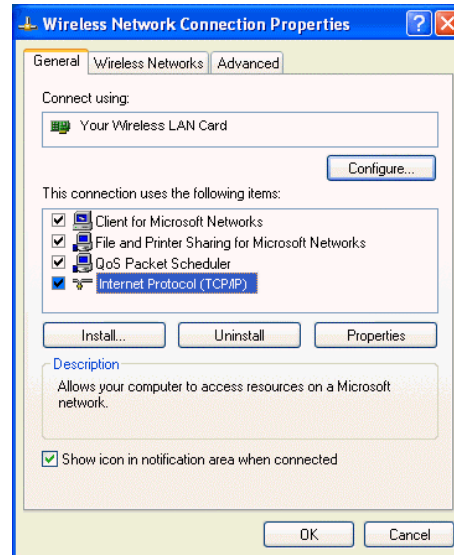 Wireless Network Connection Properties
General Wireless Networks Advanced
Connect using:
Your Wireless LAN Card
Configure...
This connection uses the following items:
Client for Microsoft Networks
File and Printer Sharing for Microsoft Networks
QoS Packet Scheduler
Internet Protocol (TCP/IP)
Install... Uninstall Properties
Description
Allows your computer to access resources on a Microsoft
network.
Show icon in notification area when connected
OK Cancel